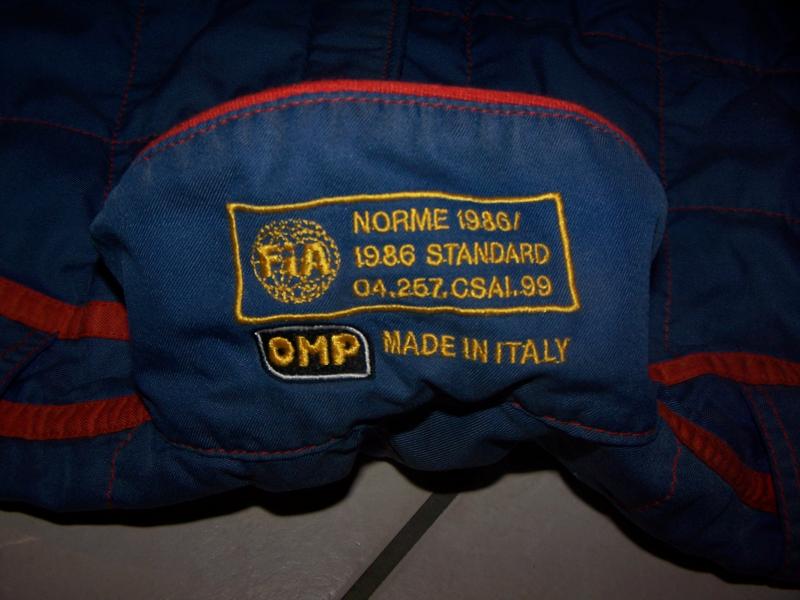 FIA
NORME 1986/
1986 STANDARD
04.257.CSAI.99
OMP
MADE IN ITALY